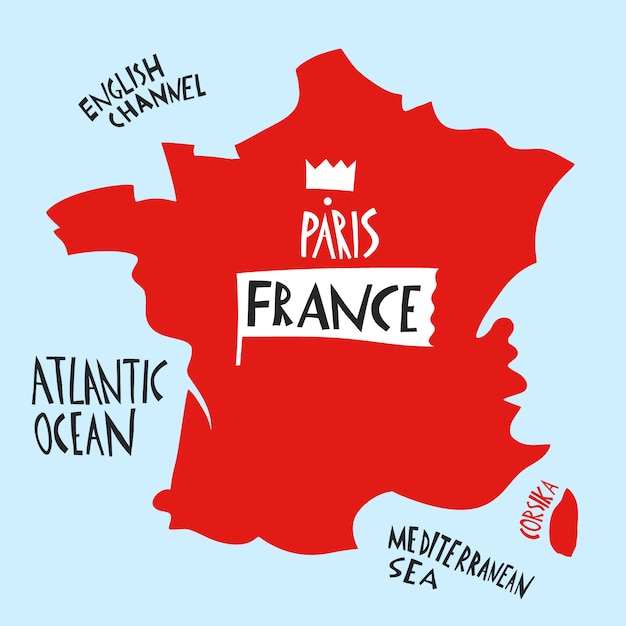 ENGLISH
CHANNEL
PARIS
FRANCE
ATLANTIC
OCEAN
CORSIKA
MEDITERRANEAN
SEA